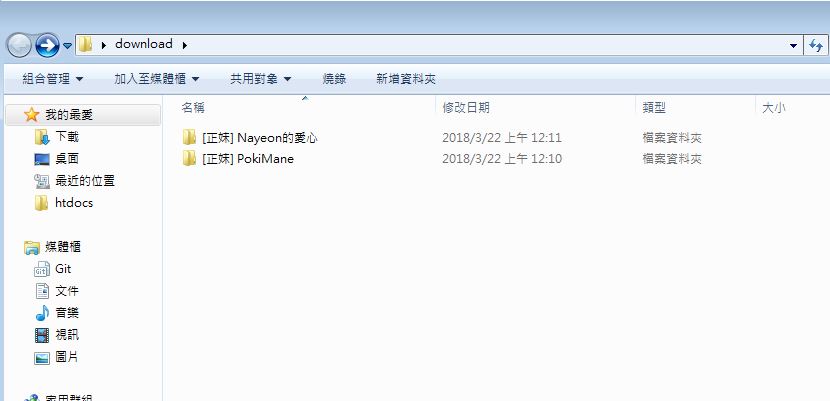 download
組合管理 加入至媒體櫃 共用對象 燒錄 新增資料夾
我的最愛
下載
桌面
最近的位置
htdocs
媒體櫃
Git
文件
音樂
視訊
圖片
家用群組
名稱 修改日期 類型 大小
[正妹] Nayeon的愛心 2018/3/22 上午 12:11 檔案資料夾
[正妹] PokiMane 2018/3/22 上午 12:10 檔案資料夾